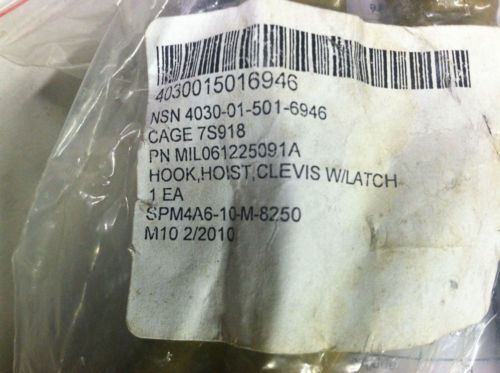 4030015016946
NSN 4030-01-501-6946
CAGE 7S918
PN MIL061225091A
HOOK,HOIST,CLEVIS W/LATCH
1 EA
SPM4A6-10-M-8250
M10 2/2010